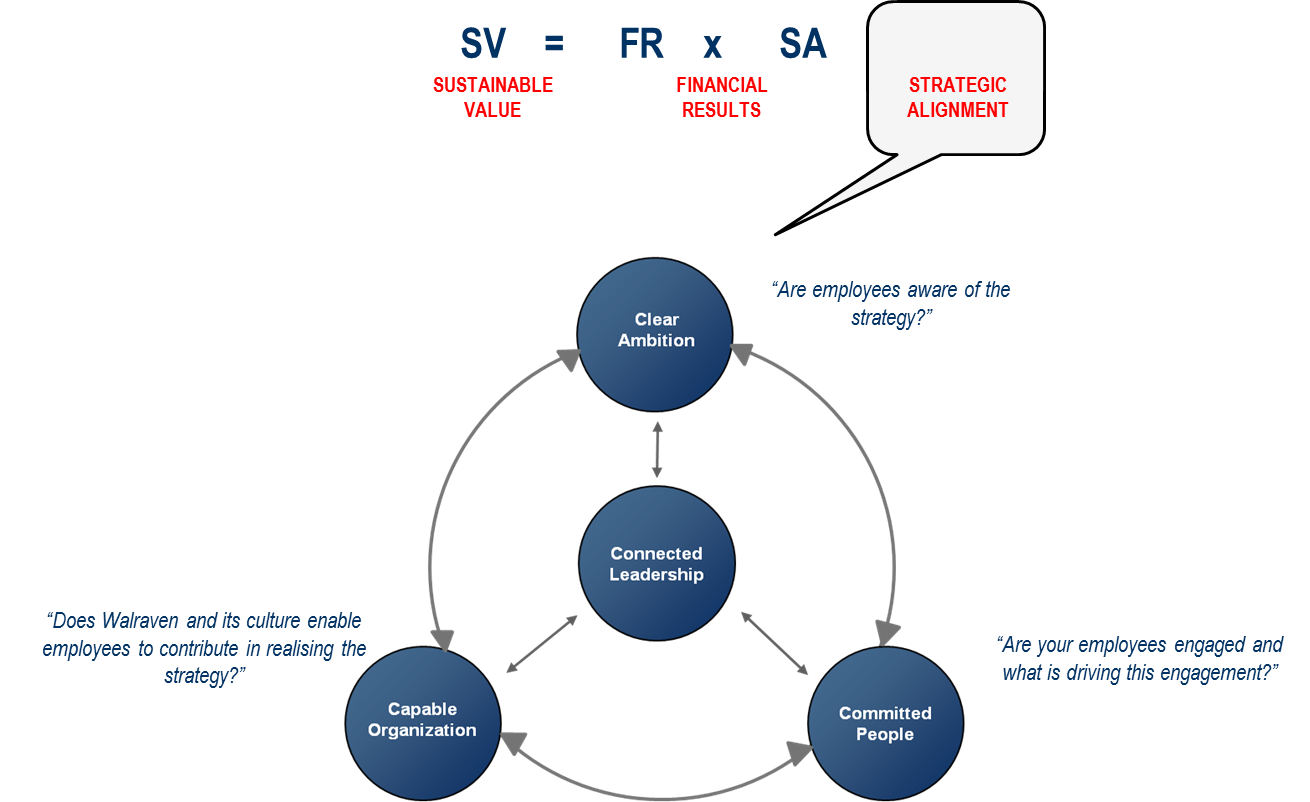 SV = FR x SA
SUSTAINABLE
VALUE
FINANCIAL
RESULTS
STRATEGIC
ALIGNMENT
“Are employees aware of the
strategy?”
Clear
Ambition
Connected
Leadership
“Does Walraven and its culture enable
employees to contribute in realising the
strategy?”
“Are your employees engaged and
what is driving this engagement?”
Capable
Organization
Committed
People